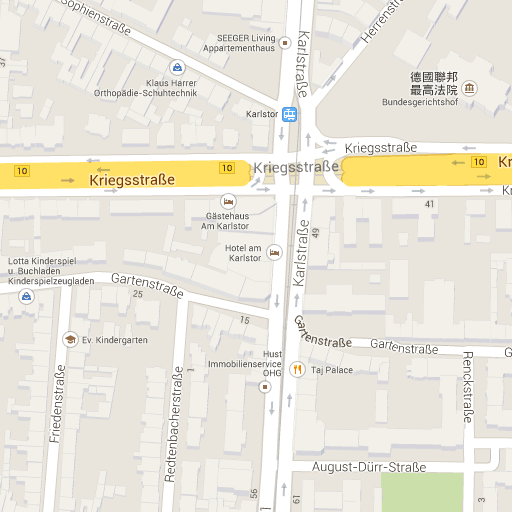 Sophienstraße
SEEGER Living
Appartementhaus
Karlstraße
Herrenstraße
Klaus Harrer
Orthopädie-Schuhtechnik
德國聯邦
最高法院
Bundesgerichtshof
Karlstor
Kriegsstraße
10
10
Kriegsstraße
10
Kriegsstraße
Gästehaus
Am Karlstor
41
49
Hotel am
Karlstor
Karlstraße
Lotta Kinderspiel
u. Buchladen
Kinderspielzeugladen
Gartenstraße
25
15
Gartenstraße
Gartenstraße
Ev. Kindergarten
Hust
Immobilienservice
OHG
Taj Palace
1
Friedenstraße
Redtenbacherstraße
Renckstraße
August-Dürr-Straße
56
19
3